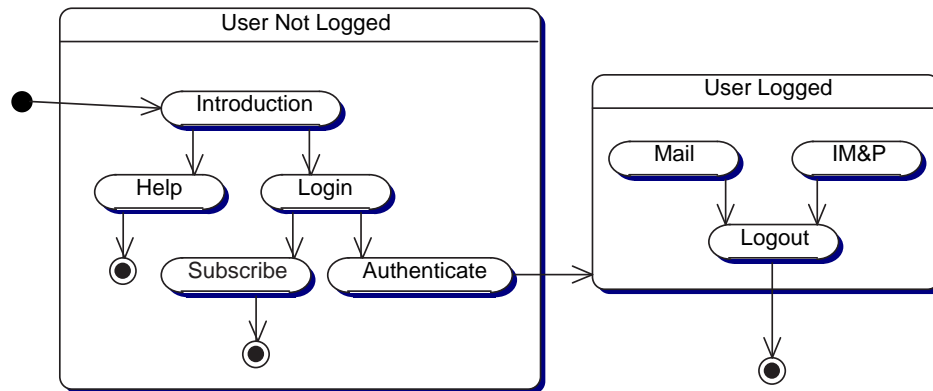 User Not Logged
Introduction
Help
Login
Subscribe
Authenticate
User Logged
Mail
IM&P
Logout